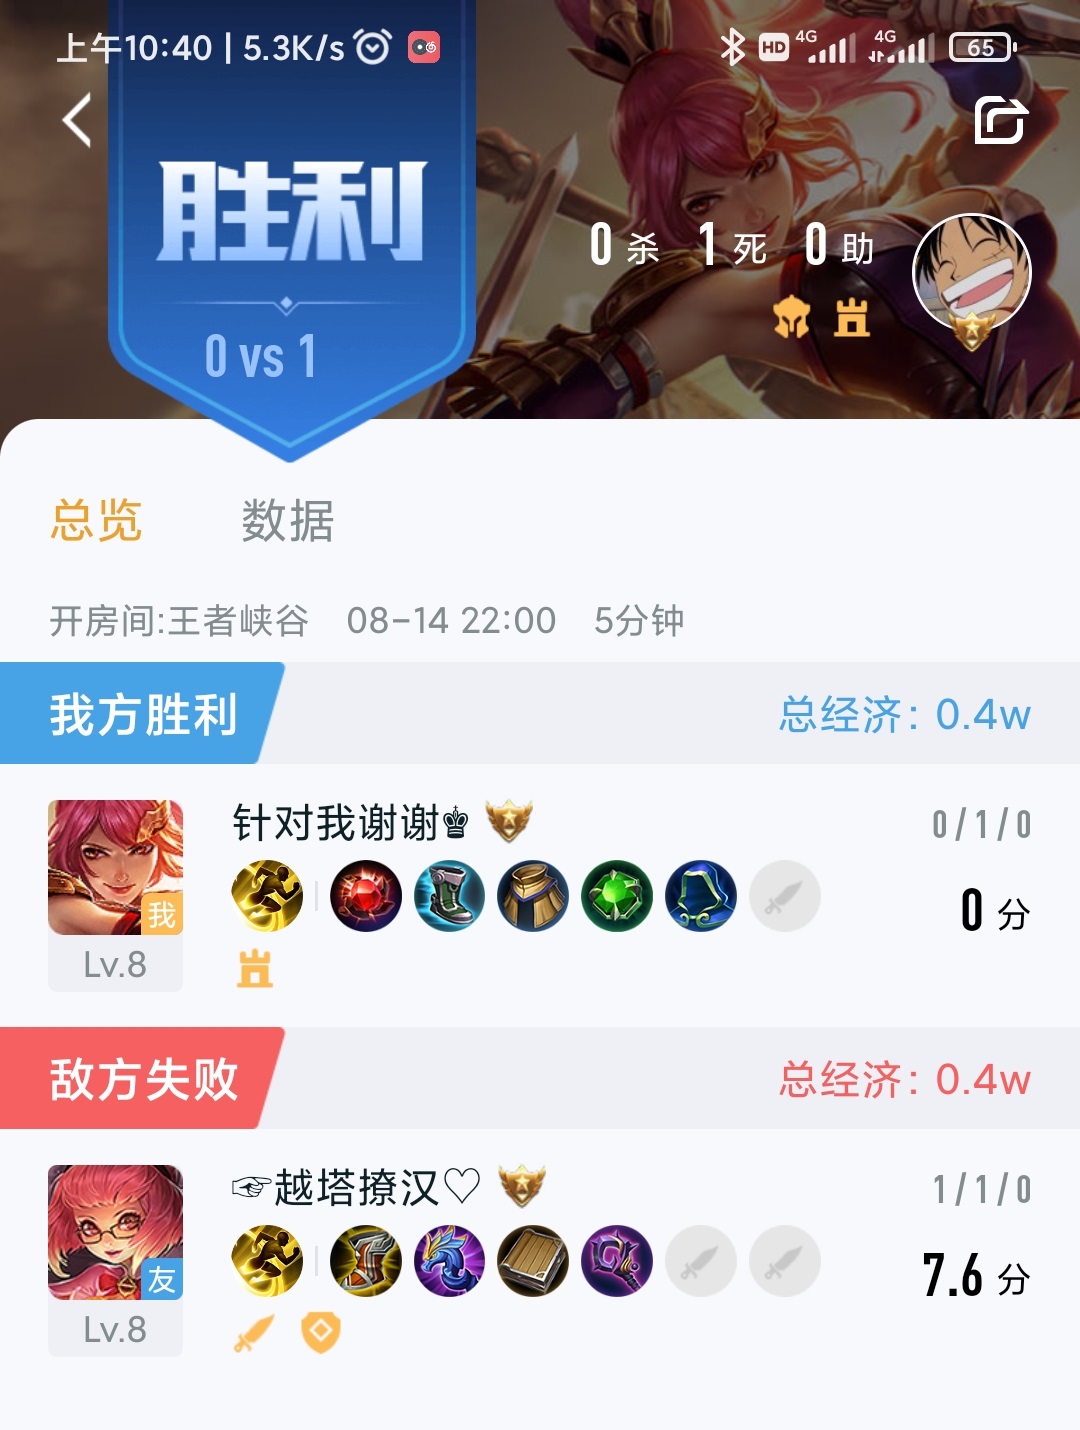 上午10:40 | 5.3K/s
HD 4G 4G 65
胜利
0 vs 1
0 杀 1 死 0 助
总览 数据
开房间:王者峡谷 08-14 22:00 5分钟
我方胜利 总经济: 0.4w
针对我谢谢♚ 0/1/0
我
0 分
Lv.8
敌方失败 总经济: 0.4w
☞越塔撩汉♡ 1/1/0
友
7.6 分
Lv.8